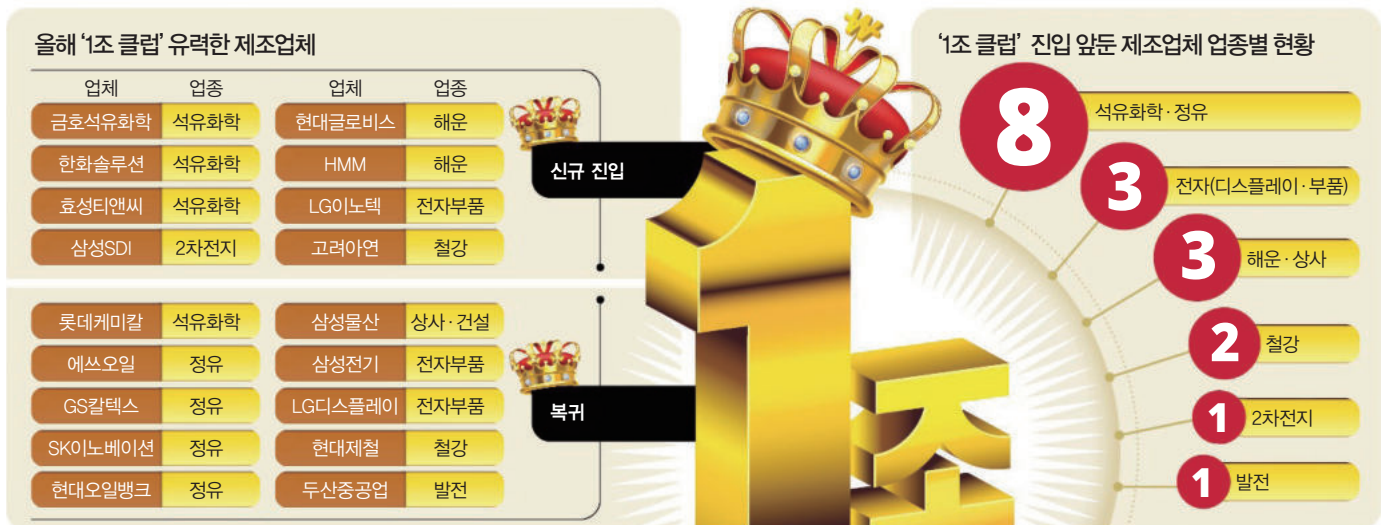 올해 '1조 클럽' 유력한 제조업체
업체 업종 업체 업종
금호석유화학 석유화학 현대글로비스 해운
한화솔루션 석유화학 HMM 해운
효성티앤씨 석유화학 LG이노텍 전자부품
삼성SDI 2차전지 고려아연 철강
신규 진입
롯데케미칼 석유화학 삼성물산 상사·건설
에쓰오일 정유 삼성전기 전자부품
GS칼텍스 정유 LG디스플레이 전자부품
SK이노베이션 정유 현대제철 철강
현대오일뱅크 정유 두산중공업 발전
복귀
₩
1조
'1조 클럽' 진입 앞둔 제조업체 업종별 현황
8 석유화학·정유
3 전자(디스플레이·부품)
3 해운·상사
2 철강
1 2차전지
1 발전